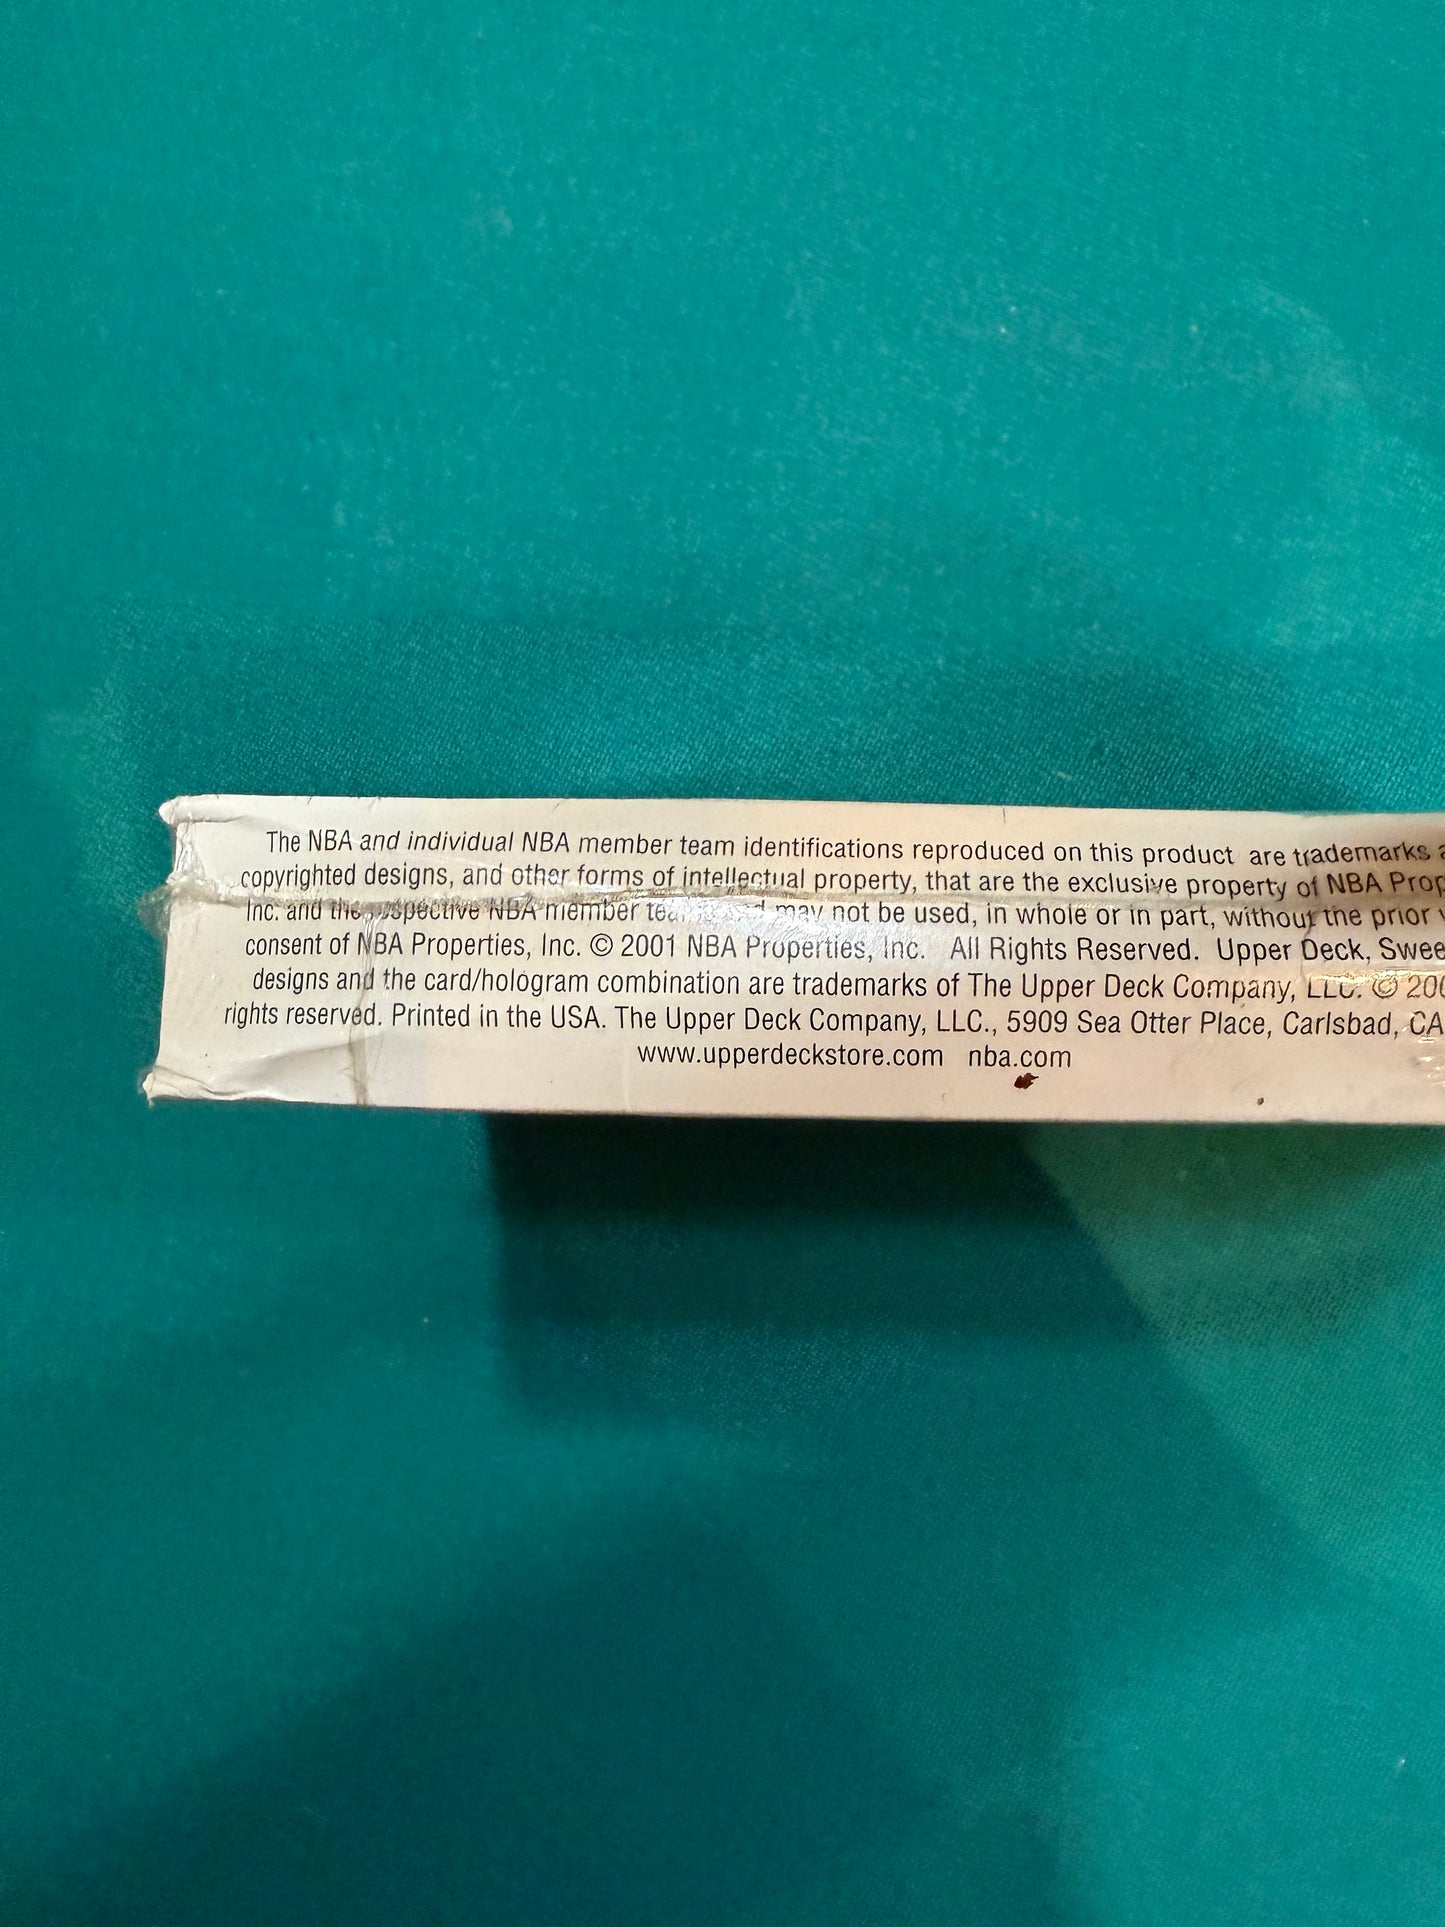 The NBA and individual NBA member team identifications reproduced on this product are trademarks
copyrighted designs, and other forms of intellectual property, that are the exclusive property of NBA Prop
Inc. and the respective NBA member and may not be used, in whole or in part, without the prior
consent of NBA Properties, Inc. © 2001 NBA Properties, Inc. All Rights Reserved. Upper Deck, Swee
designs and the card/hologram combination are trademarks of The Upper Deck Company, LLC. © 200
rights reserved. Printed in the USA. The Upper Deck Company, LLC., 5909 Sea Otter Place, Carlsbad, CA
www.upperdeckstore.com nba.com